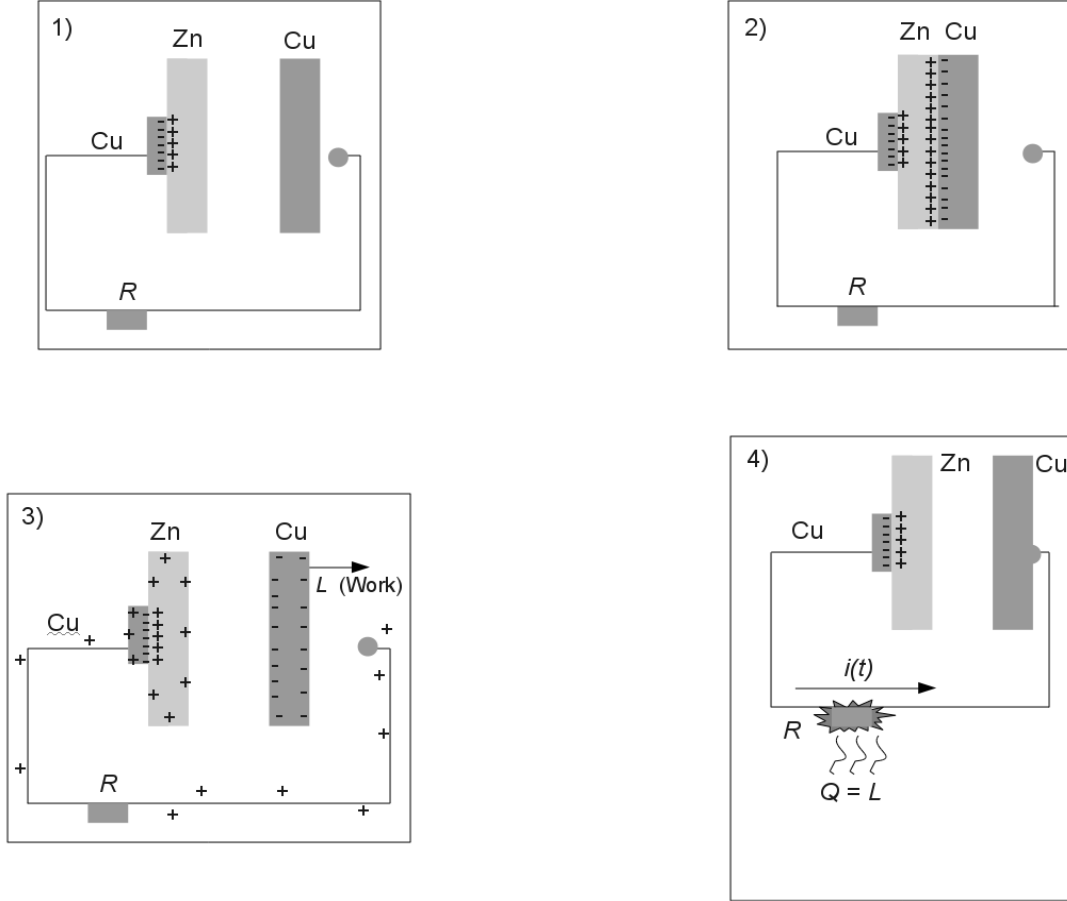 1)
Zn Cu
Cu
R
2)
Zn Cu
Cu
R
3)
Zn Cu
L (Work)
Cu
R
4)
Zn Cu
Cu
i(t)
R
Q = L